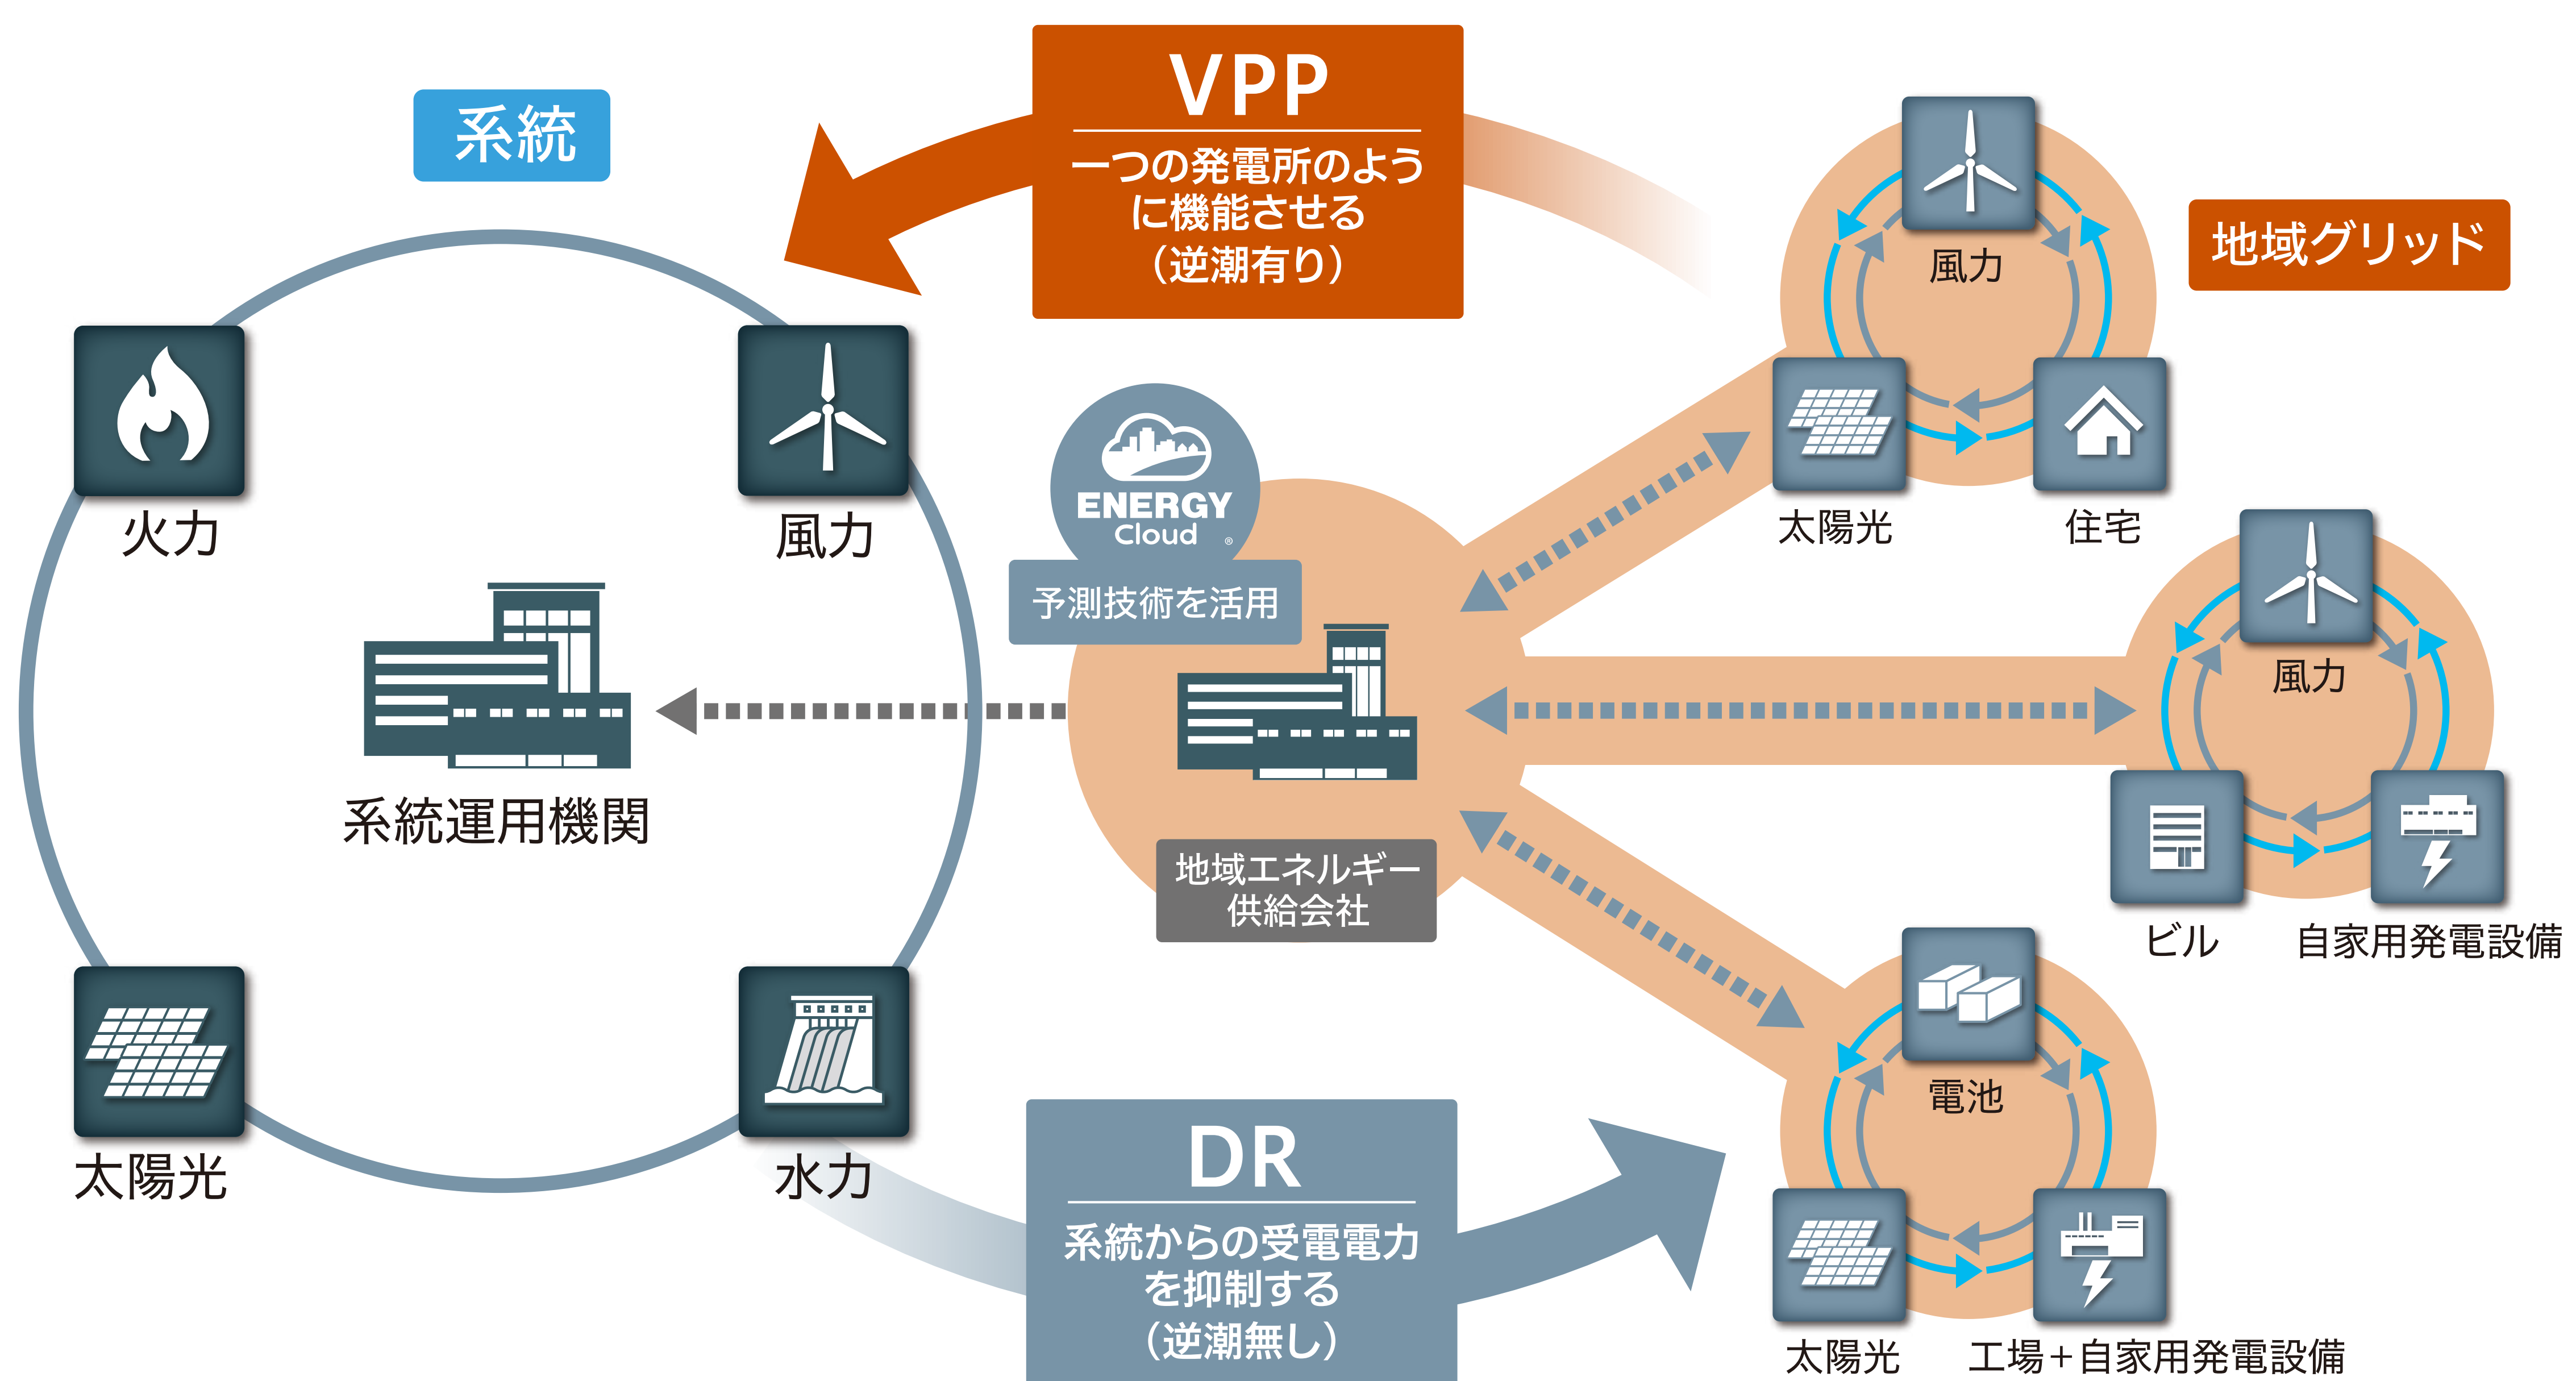 VPP
一つの発電所のよう
に機能させる
（逆潮有り）
系統
地域グリッド
火力
風力
系統運用機関
太陽光
水力
ENERGY
Cloud ®
予測技術を活用
地域エネルギー
供給会社
風力
太陽光
住宅
風力
ビル
自家用発電設備
電池
太陽光
工場+自家用発電設備
DR
系統からの受電電力
を抑制する
（逆潮無し）